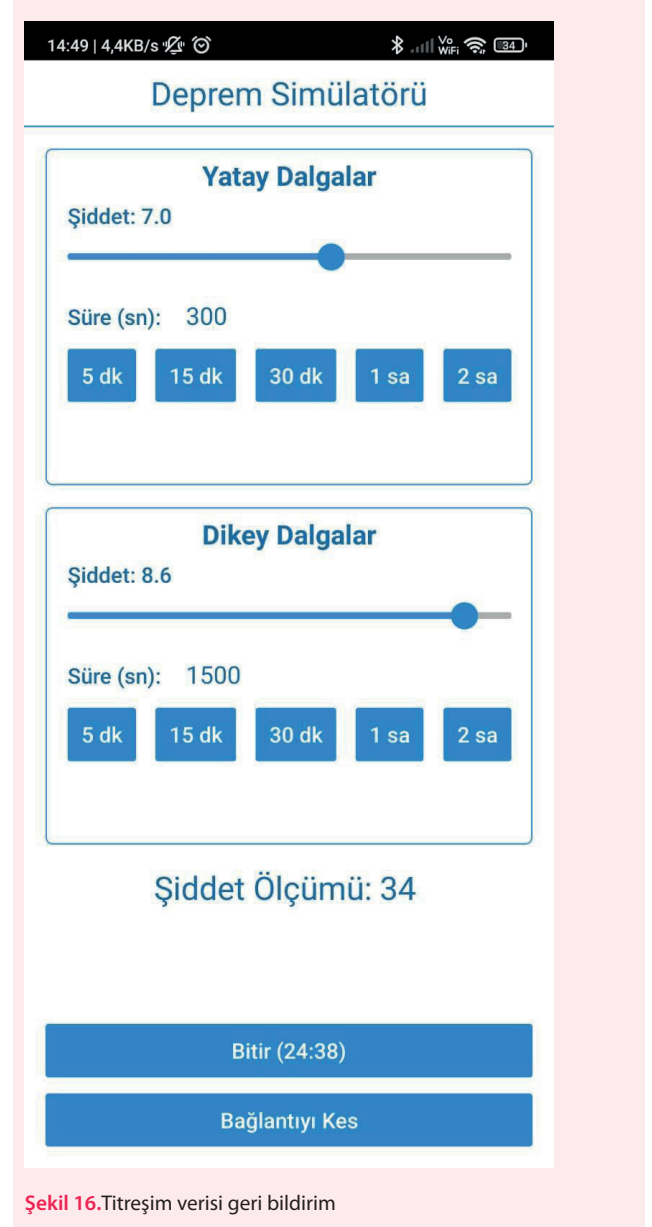 14:49 | 4,4KB/s Vo WiFi 34
Deprem Simülatörü
Yatay Dalgalar
Şiddet: 7.0
Süre (sn): 300
5 dk 15 dk 30 dk 1 sa 2 sa
Dikey Dalgalar
Şiddet: 8.6
Süre (sn): 1500
5 dk 15 dk 30 dk 1 sa 2 sa
Şiddet Ölçümü: 34
Bitir (24:38)
Bağlantıyı Kes
Şekil 16.Titreşim verisi geri bildirim